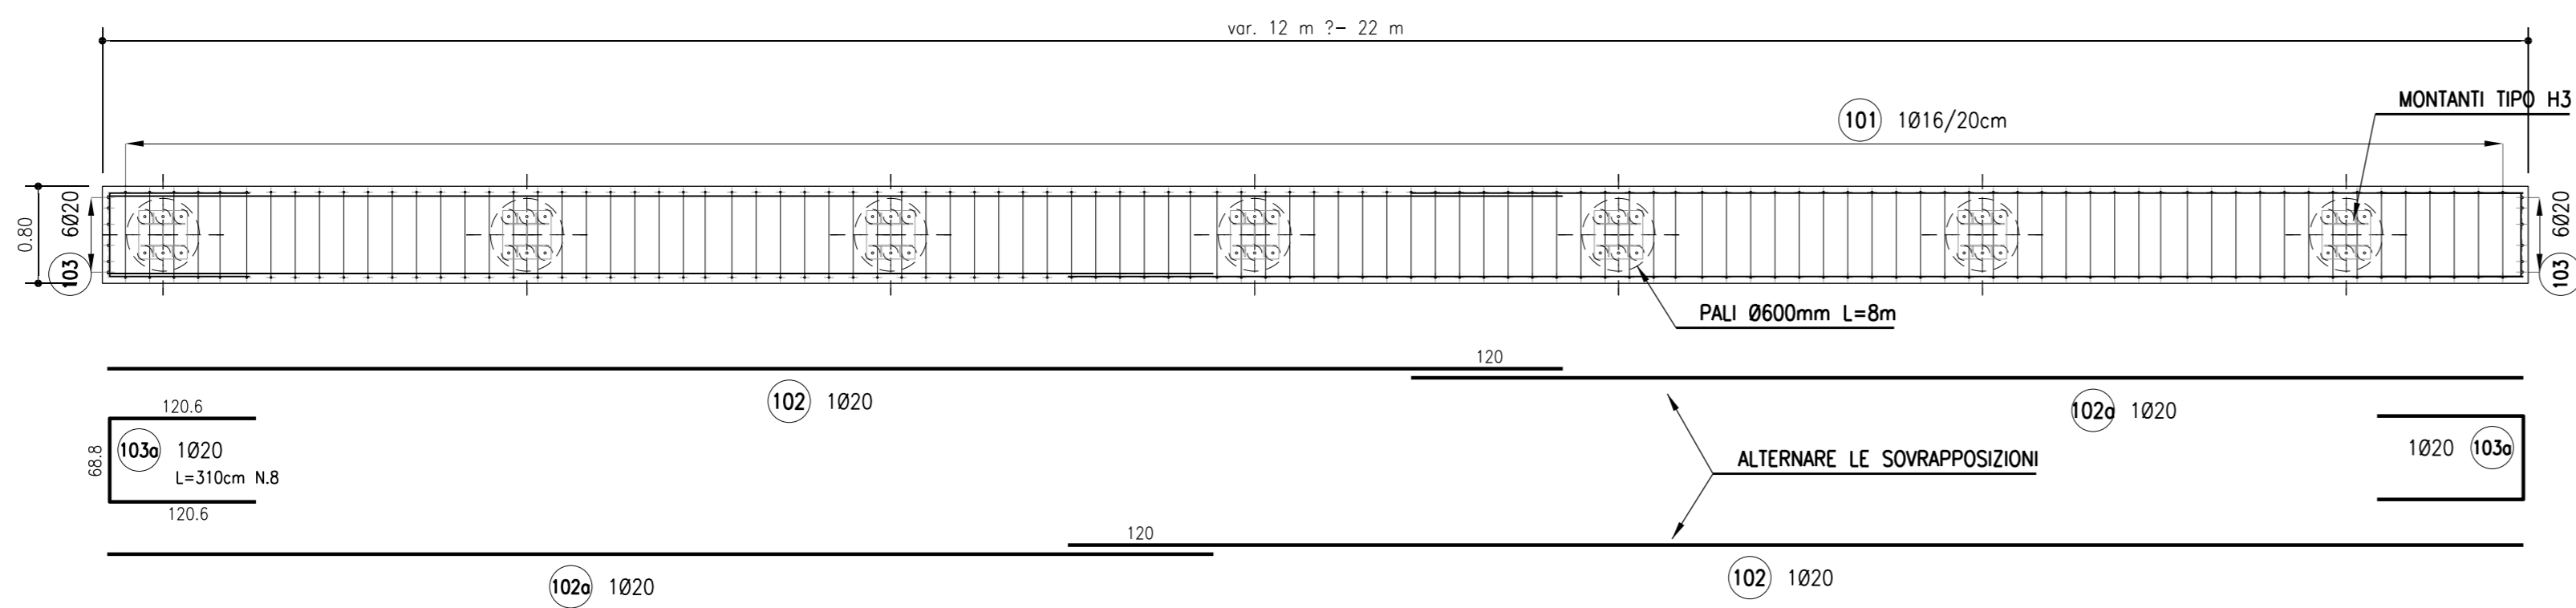 var. 12 m ?- 22 m
MONTANTI TIPO H3
101 1Ø16/20cm
0.80
103 6Ø20
103 6Ø20
PALI Ø600mm L=8m
120
102 1Ø20
102a 1Ø20
120.6
68.8
103a 1Ø20
L=310cm N.8
120.6
1Ø20 103a
ALTERNARE LE SOVRAPPOSIZIONI
120
102a 1Ø20
102 1Ø20